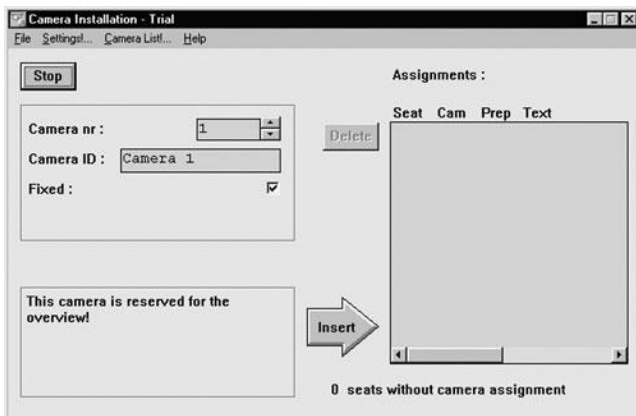 Camera Installation - Trial
File Settings!... Camera List!... Help
Stop
Camera nr : 1
Camera ID : Camera 1
Fixed :
This camera is reserved for the
overview!
Delete
Insert
Assignments :
Seat Cam Prep Text
0 seats without camera assignment